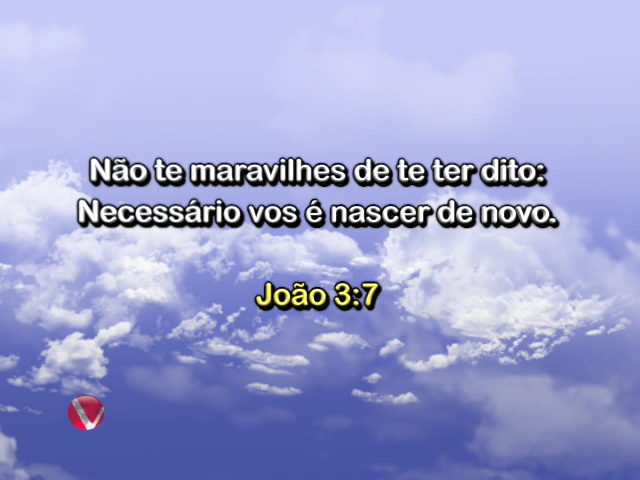 Não te maravilhes de te ter dito:
Necessário vos é nascer de novo.
João 3:7
V